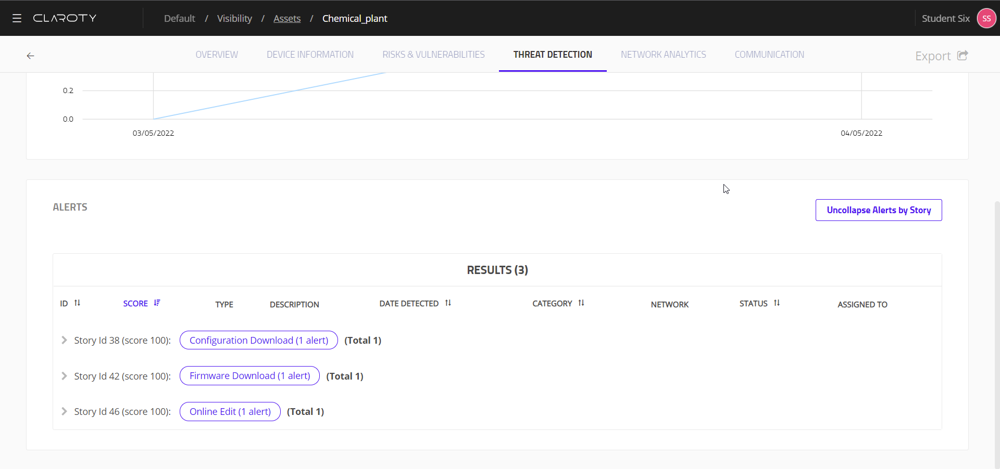 CLAROTY
Default / Visibility / Assets / Chemical_plant
Student Six SS
OVERVIEW DEVICE INFORMATION RISKS & VULNERABILITIES THREAT DETECTION NETWORK ANALYTICS COMMUNICATION
Export
0.2
0.0
03/05/2022 04/05/2022
ALERTS
Uncollapse Alerts by Story
RESULTS (3)
ID SCORE TYPE DESCRIPTION DATE DETECTED CATEGORY NETWORK STATUS ASSIGNED TO
Story Id 38 (score 100): Configuration Download (1 alert) (Total 1)
Story Id 42 (score 100): Firmware Download (1 alert) (Total 1)
Story Id 46 (score 100): Online Edit (1 alert) (Total 1)